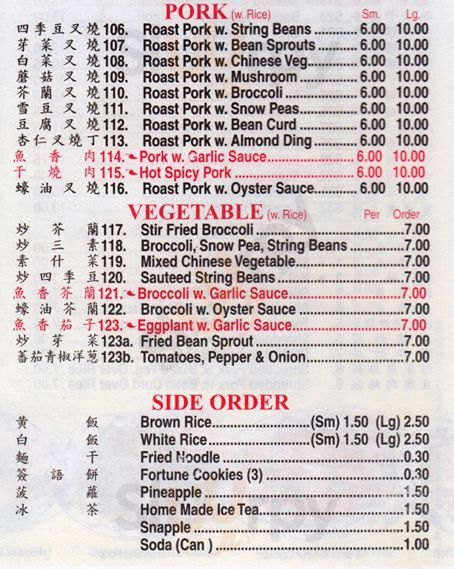 PORK (w. Rice) Sm. Lg.
四季豆叉燒 106. Roast Pork w. String Beans 6.00 10.00
芽菜叉燒 107. Roast Pork w. Bean Sprouts 6.00 10.00
白菜叉燒 108. Roast Pork w. Chinese Veg. 6.00 10.00
蘑菇叉燒 109. Roast Pork w. Mushroom 6.00 10.00
芥蘭叉燒 110. Roast Pork w. Broccoli 6.00 10.00
雪豆叉燒 111. Roast Pork w. Snow Peas 6.00 10.00
豆腐叉燒 112. Roast Pork w. Bean Curd 6.00 10.00
杏仁叉燒丁 113. Roast Pork w. Almond Ding 6.00 10.00
魚香肉 114. Pork w. Garlic Sauce 6.00 10.00
干燒肉 115. Hot Spicy Pork 6.00 10.00
蠔油叉燒 116. Roast Pork w. Oyster Sauce 6.00 10.00
VEGETABLE (w. Rice) Per Order
炒芥蘭 117. Stir Fried Broccoli 7.00
炒三素 118. Broccoli, Snow Pea, String Beans 7.00
素什菜 119. Mixed Chinese Vegetable 7.00
炒四季豆 120. Sauteed String Beans 7.00
魚香芥蘭 121. Broccoli w. Garlic Sauce 7.00
蠔油芥蘭 122. Broccoli w. Oyster Sauce 7.00
魚香茄子 123. Eggplant w. Garlic Sauce 7.00
炒芽菜 123a. Fried Bean Sprout 7.00
蕃茄青椒洋葱 123b. Tomatoes, Pepper & Onion 7.00
SIDE ORDER
黄飯 Brown Rice (Sm) 1.50 (Lg) 2.50
白飯 White Rice (Sm) 1.50 (Lg) 2.50
麵干 Fried Noodle 0.30
簽語餅 Fortune Cookies (3) 0.30
菠蘿 Pineapple 1.50
冰茶 Home Made Ice Tea 1.50
Snapple 1.50
Soda (Can) 1.00